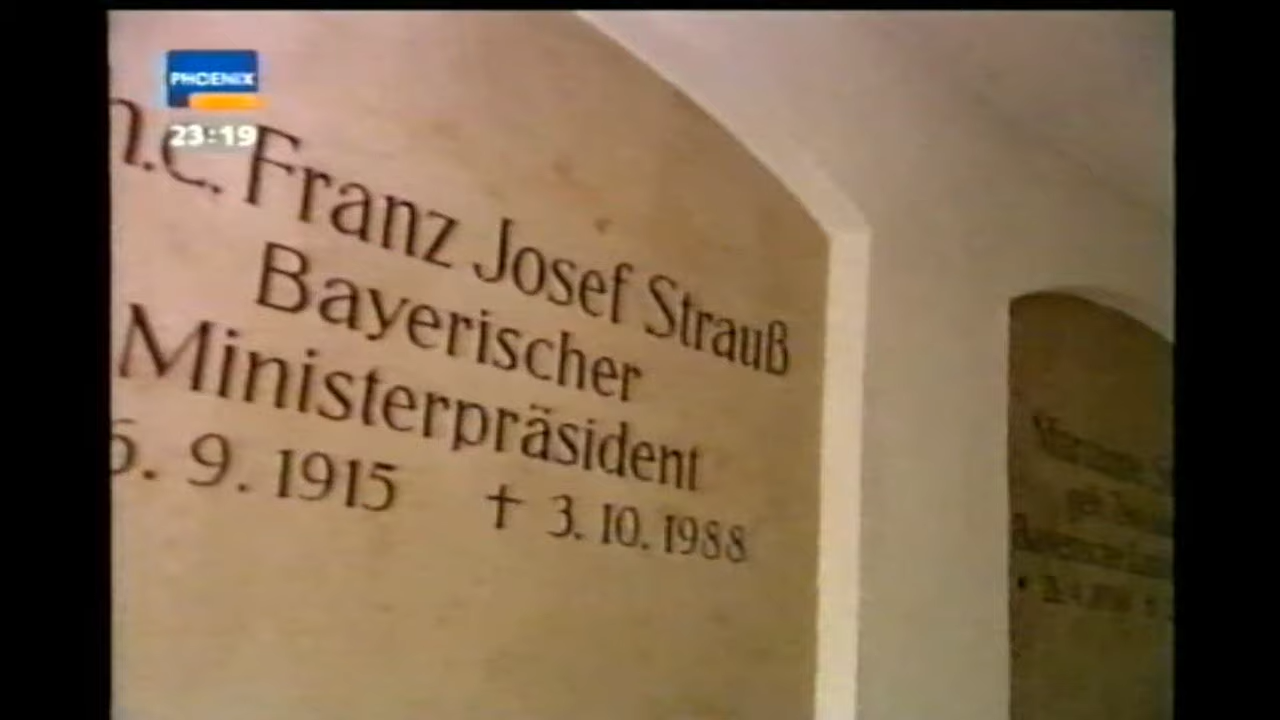 PHOENIX
23:19
h.c. Franz Josef Strauß
Bayerischer
Ministerpräsident
6. 9. 1915 † 3. 10. 1988